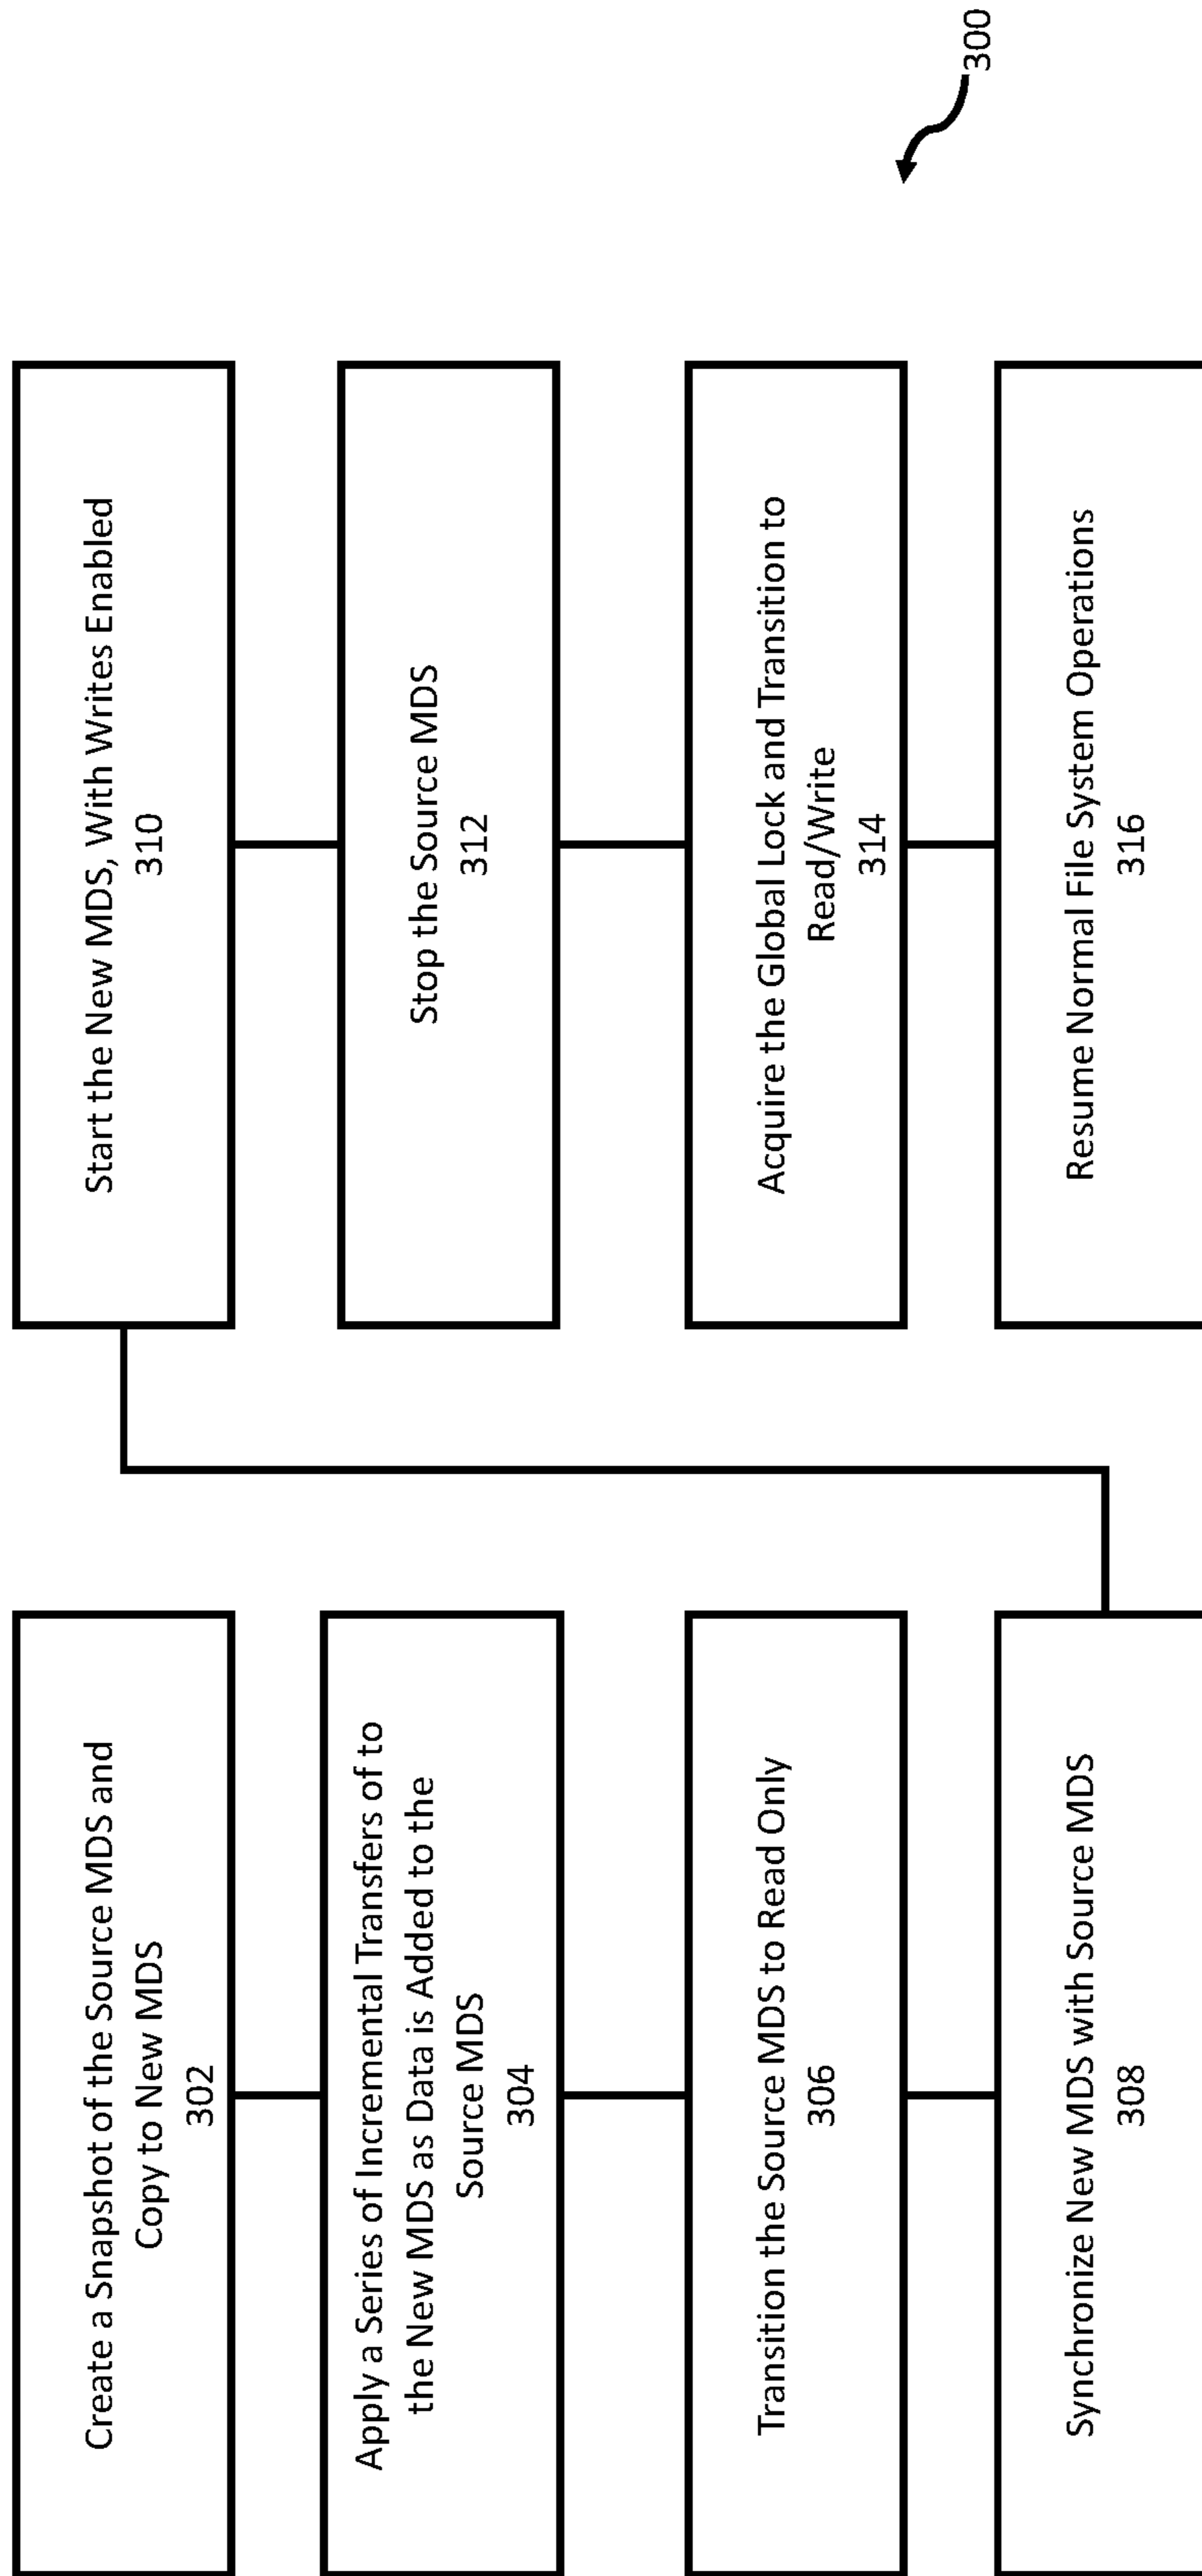 Create a Snapshot of the Source MDS and
Copy to New MDS
302
Apply a Series of Incremental Transfers of to
the New MDS as Data is Added to the
Source MDS
304
Transition the Source MDS to Read Only
306
Synchronize New MDS with Source MDS
308
Start the New MDS, With Writes Enabled
310
Stop the Source MDS
312
Acquire the Global Lock and Transition to
Read/Write
314
Resume Normal File System Operations
316
300